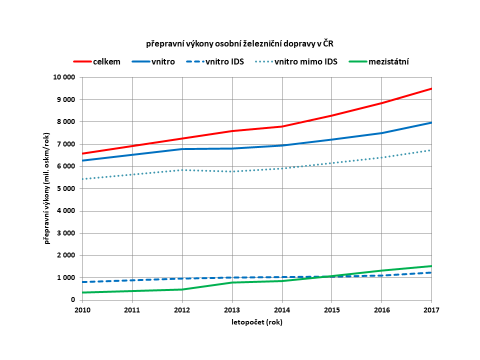 přepravní výkony osobní železniční dopravy v ČR
celkem vnitro vnitro IDS vnitro mimo IDS mezistátní
přepravní výkony (mil. oskm/rok)
10 000
9 000
8 000
7 000
6 000
5 000
4 000
3 000
2 000
1 000
0
2010 2011 2012 2013 2014 2015 2016 2017
letopočet (rok)